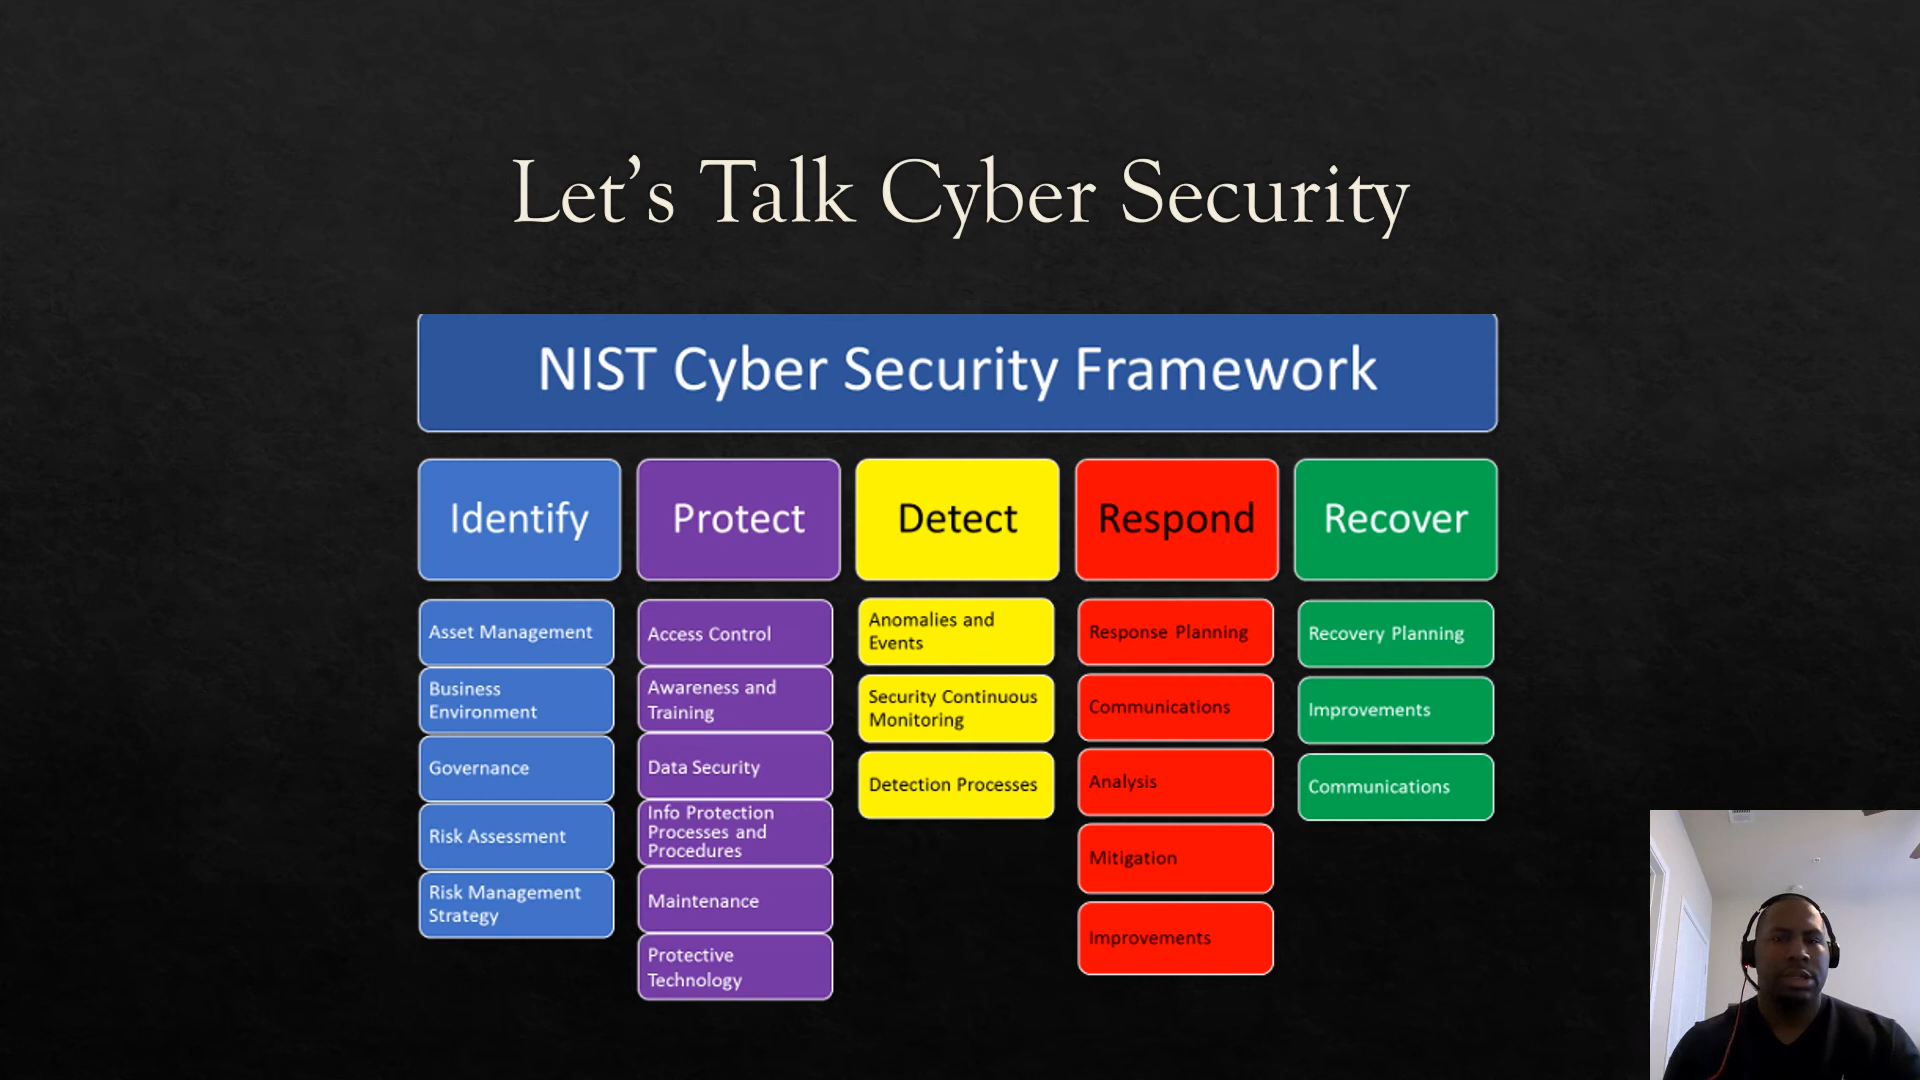 Let’s Talk Cyber Security
NIST Cyber Security Framework
Identify
Asset Management
Business
Environment
Governance
Risk Assessment
Risk Management
Strategy
Protect
Access Control
Awareness and
Training
Data Security
Info Protection
Processes and
Procedures
Maintenance
Protective
Technology
Detect
Anomalies and
Events
Security Continuous
Monitoring
Detection Processes
Respond
Response Planning
Communications
Analysis
Mitigation
Improvements
Recover
Recovery Planning
Improvements
Communications